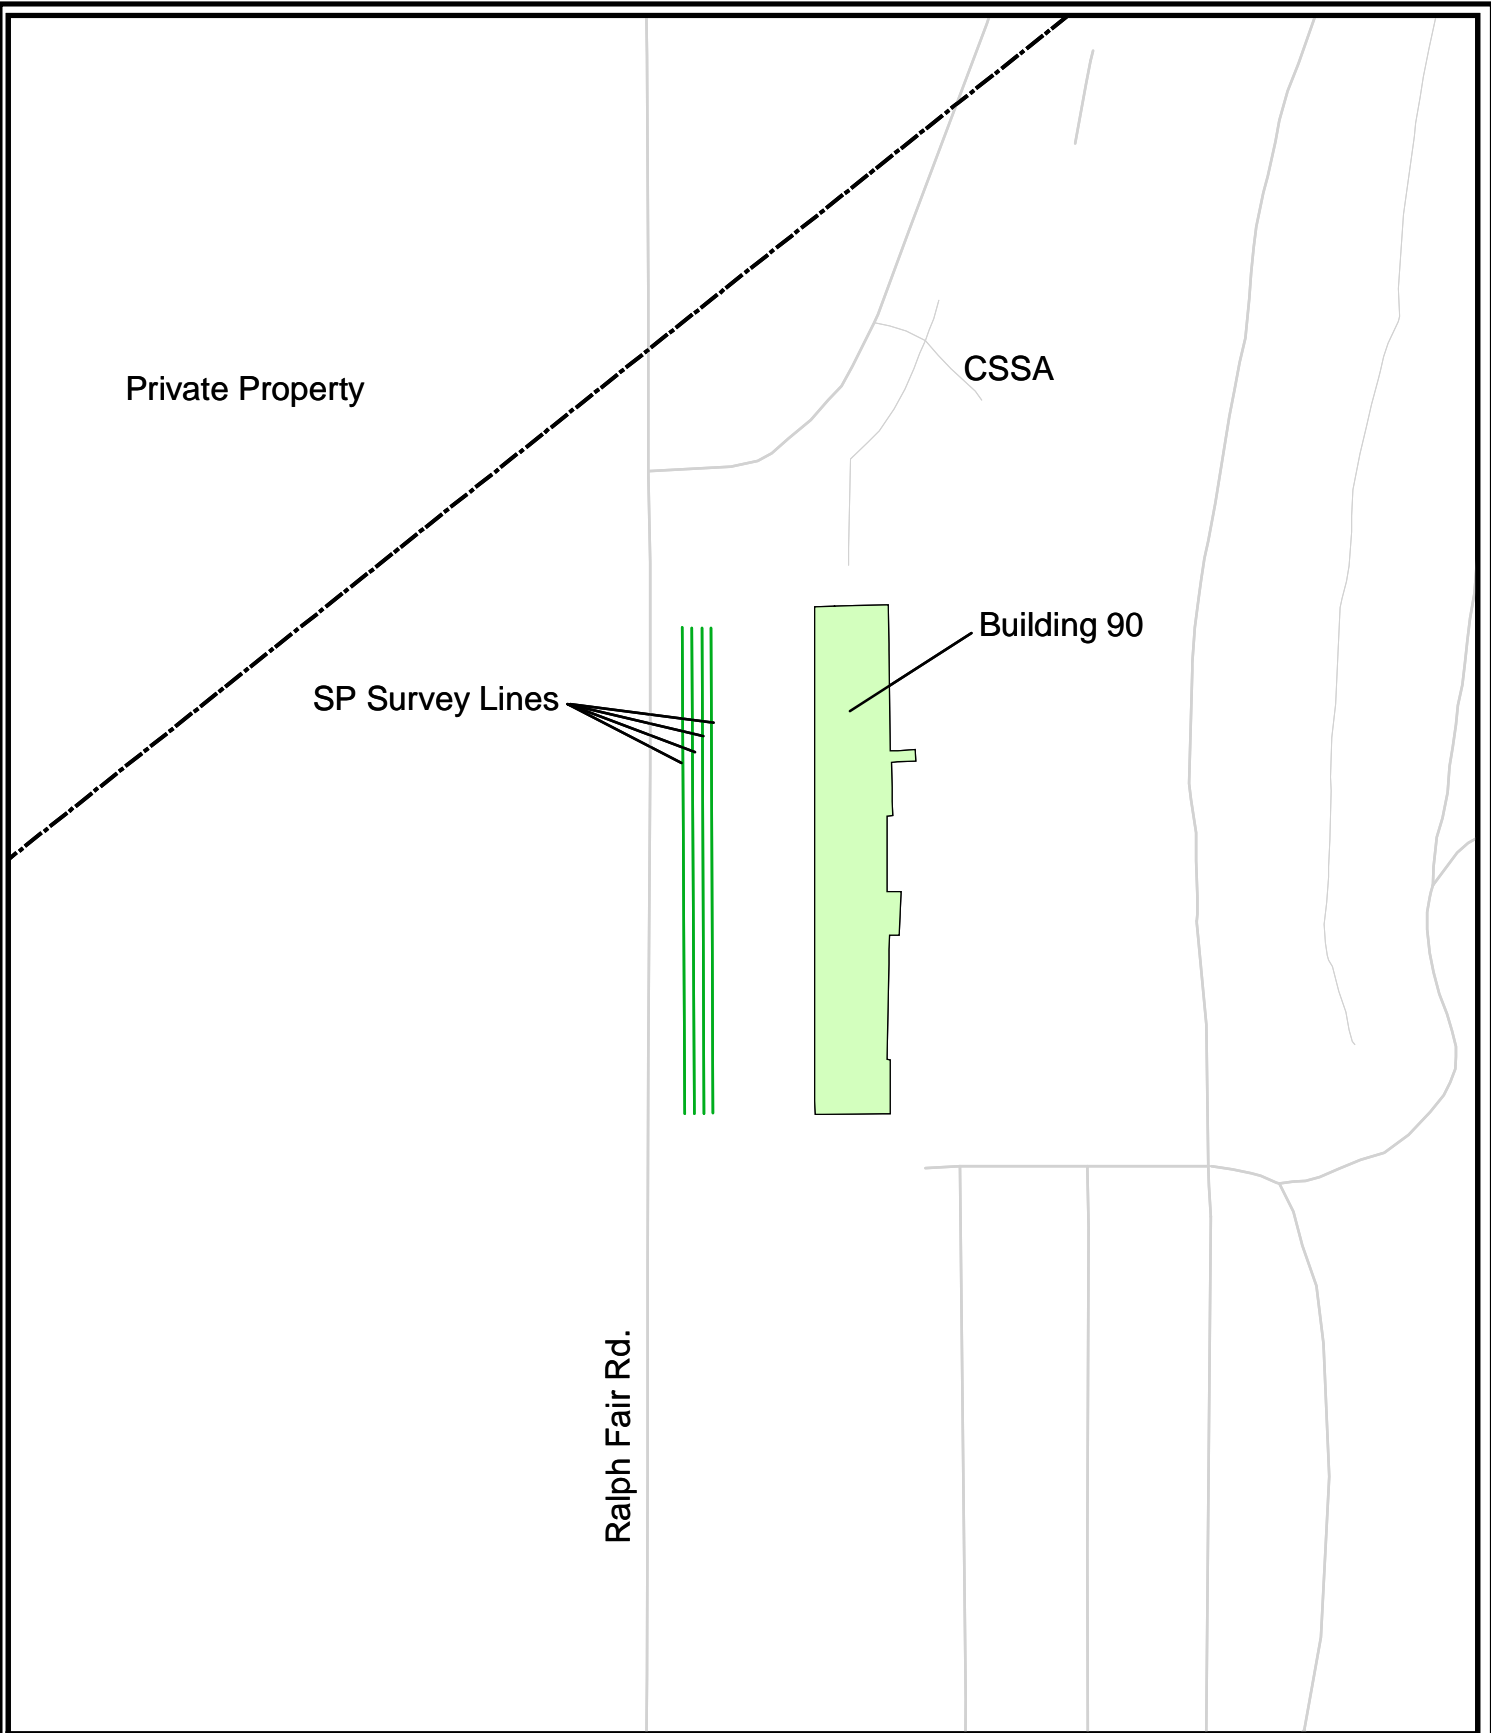 CSSA
Private Property
Building 90
SP Survey Lines
Ralph Fair Rd.